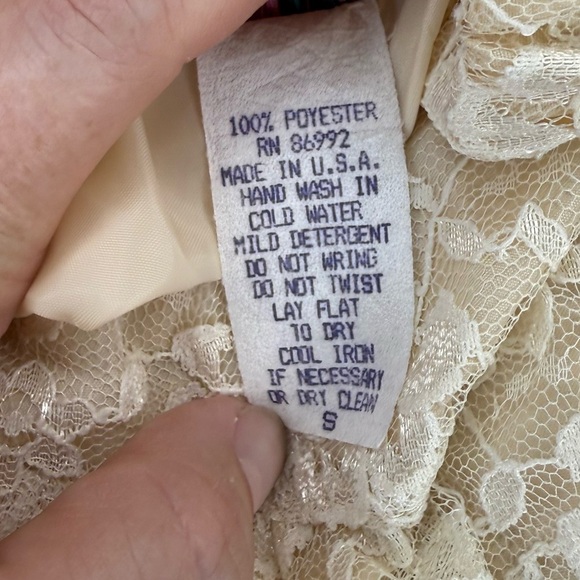 100% POYESTER
RN 86992
MADE IN U.S.A.
HAND WASH IN
COLD WATER
MILD DETERGENT
DO NOT WRING
DO NOT TWIST
LAY FLAT
TO DRY
COOL IRON
IF NECESSARY
OR DRY CLEAN
S